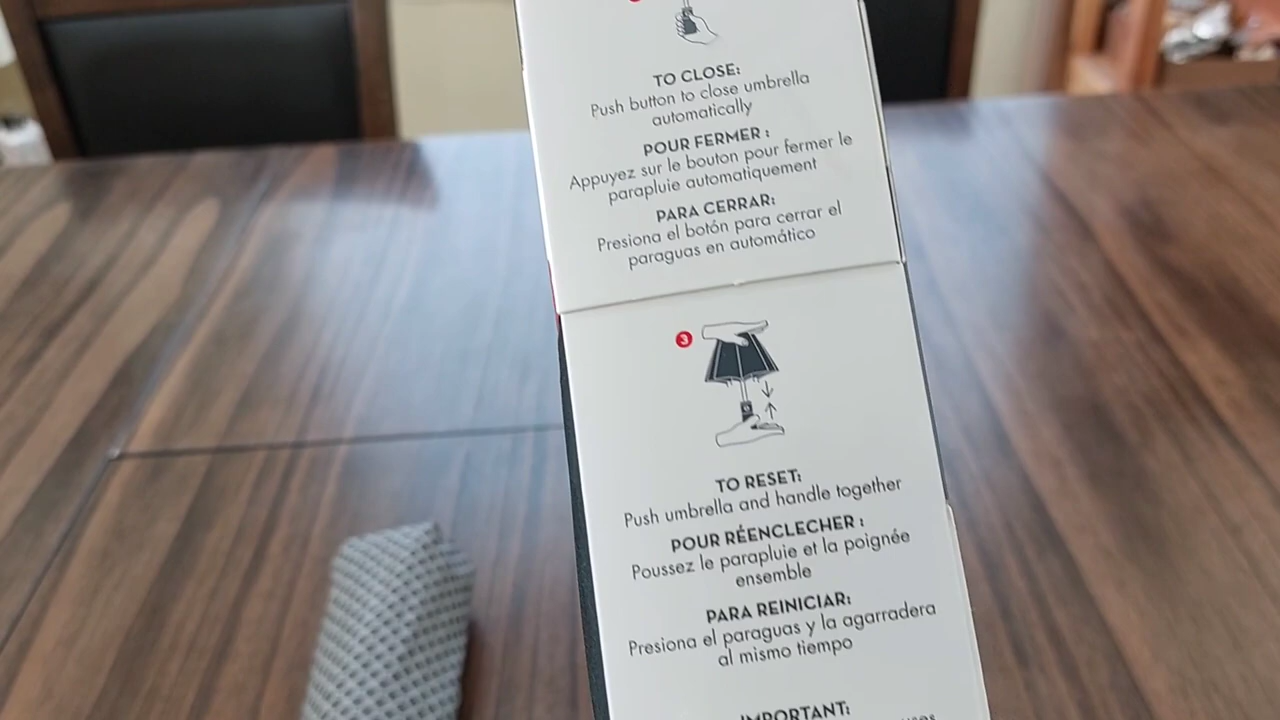 TO CLOSE:
Push button to close umbrella
automatically
POUR FERMER :
Appuyez sur le bouton pour fermer le
parapluie automatiquement
PARA CERRAR:
Presiona el botón para cerrar el
paraguas en automático
3
TO RESET:
Push umbrella and handle together
POUR RÉENCLECHER :
Poussez le parapluie et la poignée
ensemble
PARA REINICIAR:
Presiona el paraguas y la agarradera
al mismo tiempo
IMPORTANT: